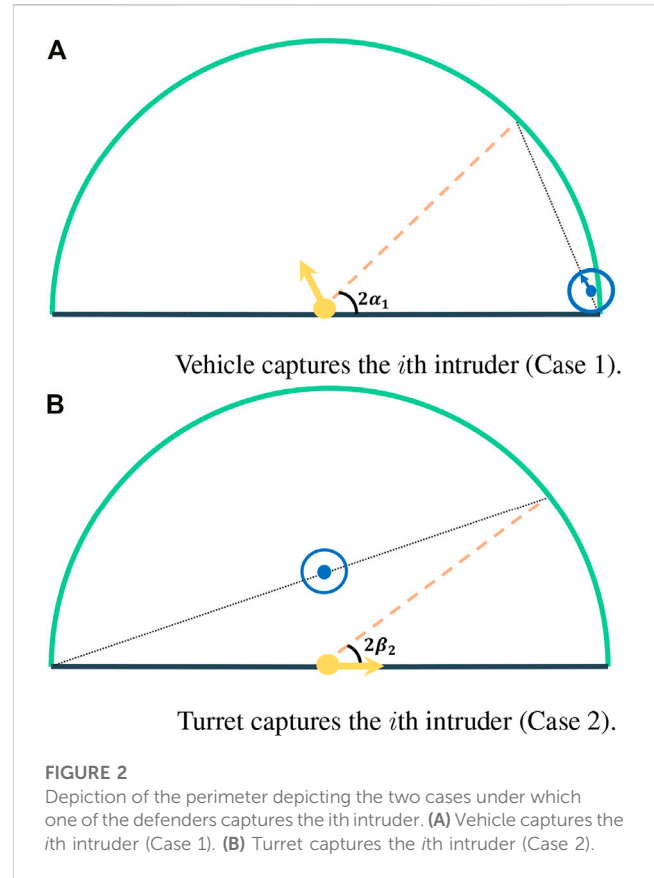 A
2α₁
Vehicle captures the ith intruder (Case 1).
B
2β₂
Turret captures the ith intruder (Case 2).
FIGURE 2
Depiction of the perimeter depicting the two cases under which
one of the defenders captures the ith intruder. (A) Vehicle captures the
ith intruder (Case 1). (B) Turret captures the ith intruder (Case 2).